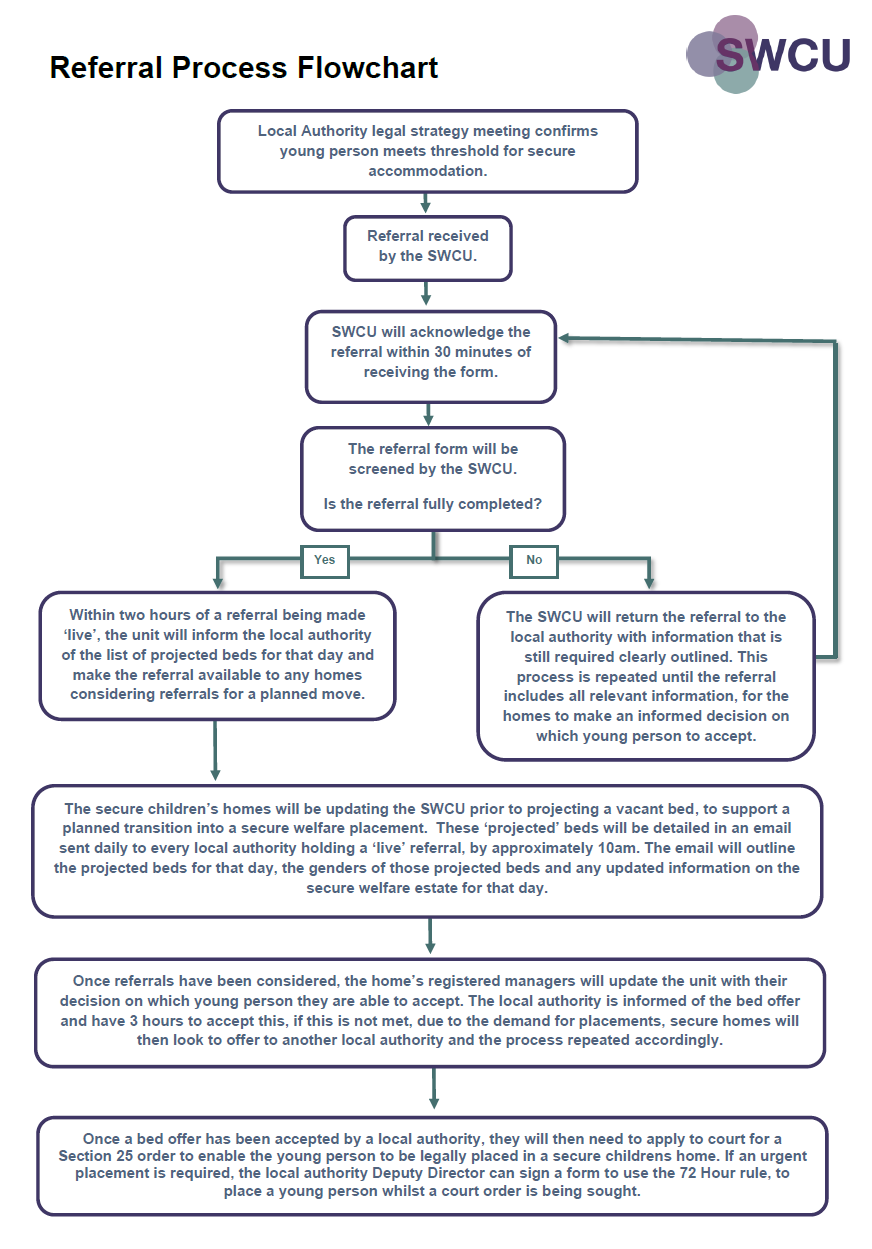 SWCU
Referral Process Flowchart
Local Authority legal strategy meeting confirms
young person meets threshold for secure
accommodation.
Referral received
by the SWCU.
SWCU will acknowledge the
referral within 30 minutes of
receiving the form.
The referral form will be
screened by the SWCU.
Is the referral fully completed?
Yes
No
Within two hours of a referral being made
‘live’, the unit will inform the local authority
of the list of projected beds for that day and
make the referral available to any homes
considering referrals for a planned move.
The SWCU will return the referral to the
local authority with information that is
still required clearly outlined. This
process is repeated until the referral
includes all relevant information, for the
homes to make an informed decision on
which young person to accept.
The secure children’s homes will be updating the SWCU prior to projecting a vacant bed, to support a
planned transition into a secure welfare placement.  These ‘projected’ beds will be detailed in an email
sent daily to every local authority holding a ‘live’ referral, by approximately 10am. The email will outline
the projected beds for that day, the genders of those projected beds and any updated information on the
secure welfare estate for that day.
Once referrals have been considered, the home’s registered managers will update the unit with their
decision on which young person they are able to accept. The local authority is informed of the bed offer
and have 3 hours to accept this, if this is not met, due to the demand for placements, secure homes will
then look to offer to another local authority and the process repeated accordingly.
Once a bed offer has been accepted by a local authority, they will then need to apply to court for a
Section 25 order to enable the young person to be legally placed in a secure childrens home. If an urgent
placement is required, the local authority Deputy Director can sign a form to use the 72 Hour rule, to
place a young person whilst a court order is being sought.